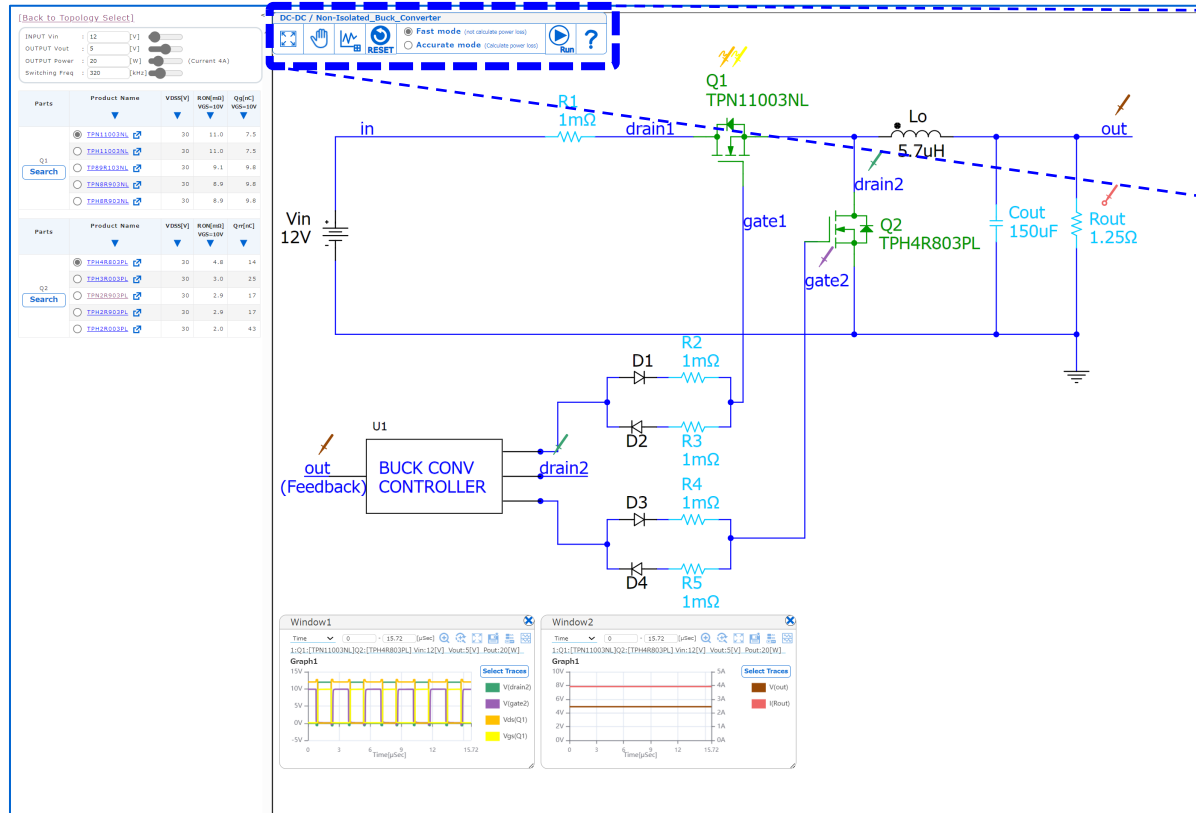 [Back to Topology Select]
INPUT Vin : 12 [V]
OUTPUT Vout : 5 [V]
OUTPUT Power : 20 [W] (Current 4A)
Switching Freq : 320 [kHz]
Parts Product Name VDSS[V] RON[mΩ] VGS=10V Qg[nC] VGS=10V
Q1
Search
TPN11003NL 30 11.0 7.5
TPH11003NL 30 11.0 7.5
TP89R103NL 30 9.1 9.8
TPN8R903NL 30 8.9 9.8
TPH8R903NL 30 8.9 9.8
Parts Product Name VDSS[V] RON[mΩ] VGS=10V Qrr[nC]
Q2
Search
TPH4R803PL 30 4.8 14
TPH3R003PL 30 3.0 25
TPN2R903PL 30 2.9 17
TPH2R903PL 30 2.9 17
TPH2R003PL 30 2.0 43
DC-DC / Non-Isolated_Buck_Converter
RESET
Fast mode (not calculate power loss)
Accurate mode (Calculate power loss)
Run
?
Q1
TPN11003NL
R1
1mΩ
in
drain1
Lo
5.7uH
out
drain2
Vin
12V
gate1
Q2
TPH4R803PL
gate2
Cout
150uF
Rout
1.25Ω
R2
1mΩ
D1
D2
R3
1mΩ
U1
BUCK CONV
CONTROLLER
out
(Feedback)
drain2
R4
1mΩ
D3
D4
R5
1mΩ
Window1
Time 0 - 15.72 [μSec]
1:Q1:[TPN11003NL]Q2:[TPH4R803PL] Vin:12[V] Vout:5[V] Pout:20[W]
Graph1
Select Traces
15V
10V
5V
0V
-5V
0 3 6 9 12 15.72
Time[μSec]
V(drain2)
V(gate2)
Vds(Q1)
Vgs(Q1)
Window2
Time 0 - 15.72 [μSec]
1:Q1:[TPN11003NL]Q2:[TPH4R803PL] Vin:12[V] Vout:5[V] Pout:20[W]
Graph1
Select Traces
10V 5A
8V 4A
6V 3A
4V 2A
2V 1A
0V 0A
0 3 6 9 12 15.72
Time[μSec]
V(out)
I(Rout)